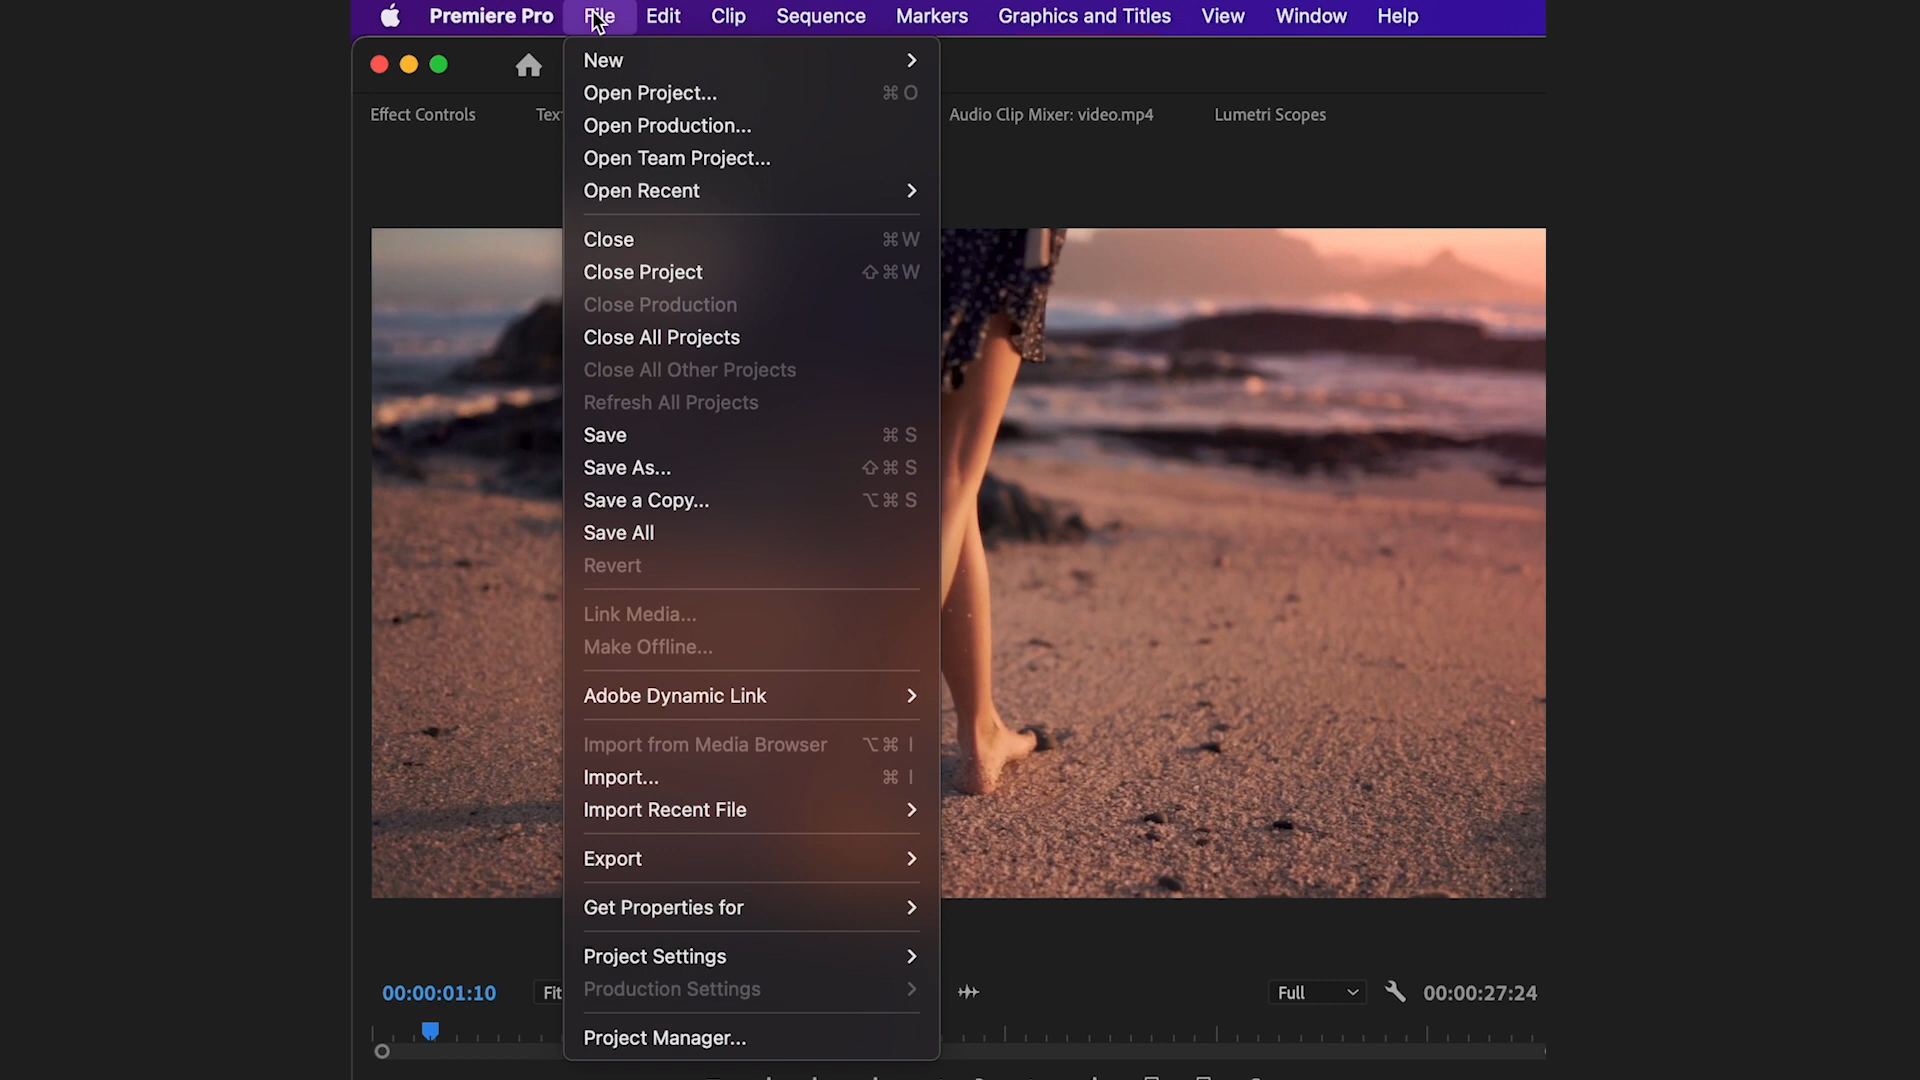 Premiere Pro File Edit Clip Sequence Markers Graphics and Titles View Window Help
Effect Controls Audio Clip Mixer: video.mp4 Lumetri Scopes
New
Open Project... ⌘ O
Open Production...
Open Team Project...
Open Recent
Close ⌘ W
Close Project ⇧ ⌘ W
Close Production
Close All Projects
Close All Other Projects
Refresh All Projects
Save ⌘ S
Save As... ⇧ ⌘ S
Save a Copy... ⌥ ⌘ S
Save All
Revert
Link Media...
Make Offline...
Adobe Dynamic Link
Import from Media Browser ⌥ ⌘ I
Import... ⌘ I
Import Recent File
Export
Get Properties for
Project Settings
Production Settings
Project Manager...
00:00:01:10 Fit Full 00:00:27:24